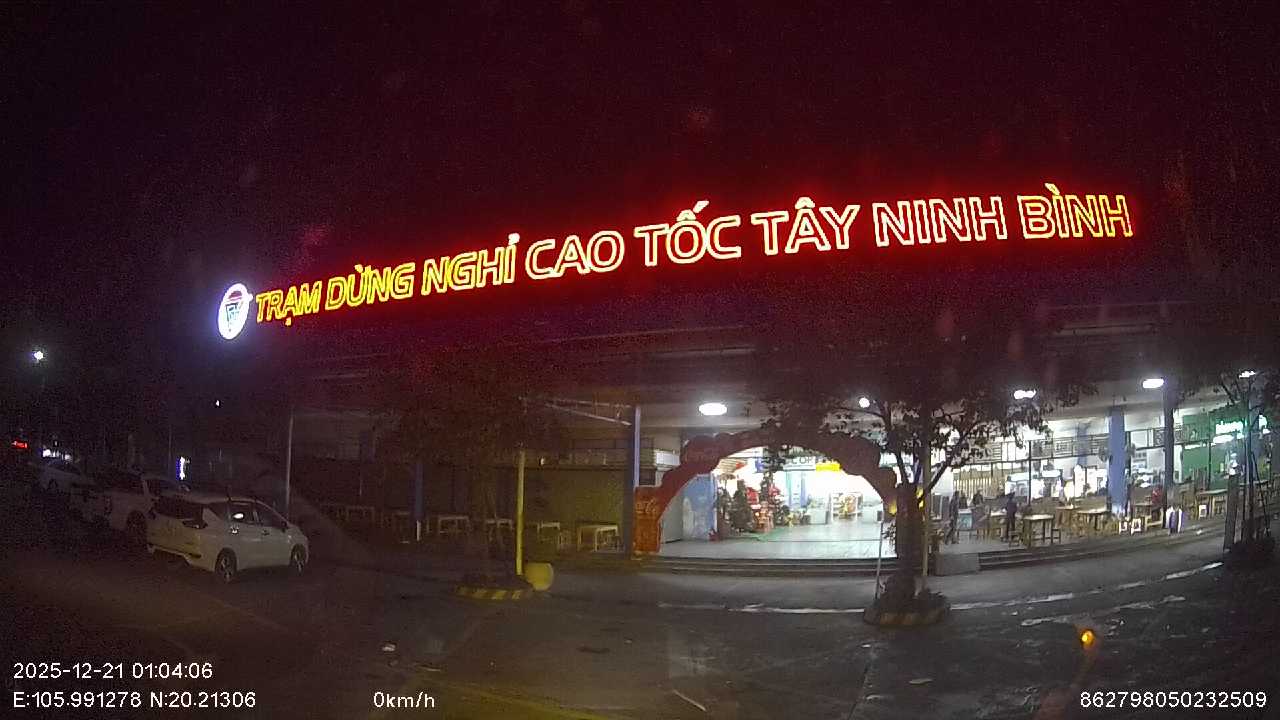 TRẠM DỪNG NGHỈ CAO TỐC TÂY NINH BÌNH
2025-12-21 01:04:06
E:105.991278 N:20.21306
0km/h
862798050232509